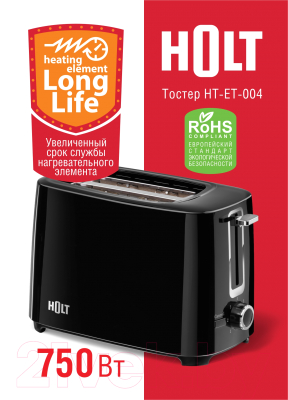 heating
element
Long
Life
Увеличенный
срок службы
нагревательного
элемента
HOLT
Тостер HT-ET-004
RoHS
COMPLIANT
ЕВРОПЕЙСКИЙ
СТАНДАРТ
ЭКОЛОГИЧЕСКОЙ
БЕЗОПАСНОСТИ
HOLT
750 Вт